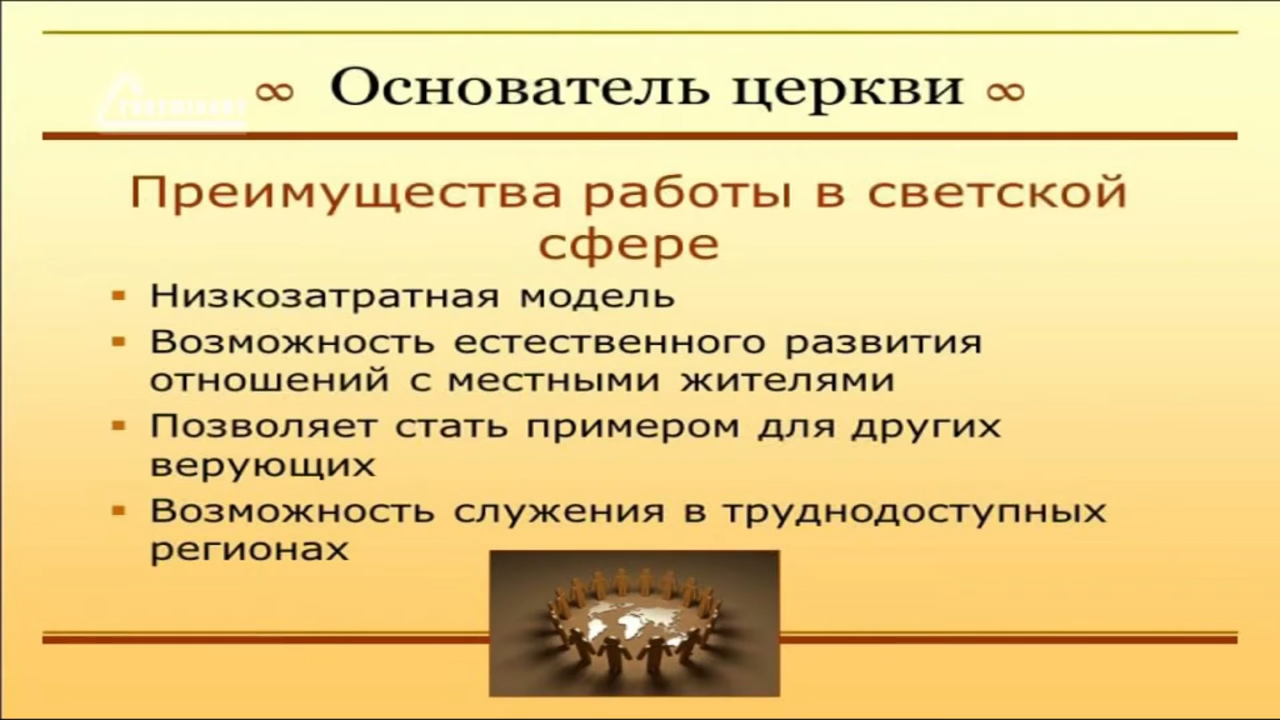 ∞ Основатель церкви ∞
Преимущества работы в светской
сфере
▪ Низкозатратная модель
▪ Возможность естественного развития
отношений с местными жителями
▪ Позволяет стать примером для других
верующих
▪ Возможность служения в труднодоступных
регионах